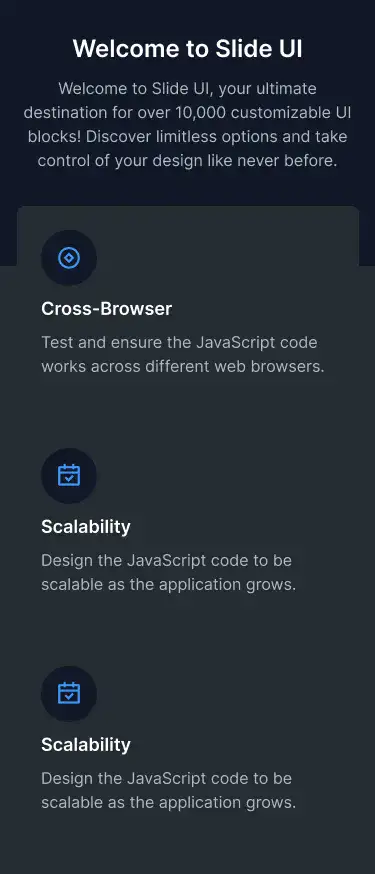 Welcome to Slide UI
Welcome to Slide UI, your ultimate
destination for over 10,000 customizable UI
blocks! Discover limitless options and take
control of your design like never before.
Cross-Browser
Test and ensure the JavaScript code
works across different web browsers.
Scalability
Design the JavaScript code to be
scalable as the application grows.
Scalability
Design the JavaScript code to be
scalable as the application grows.